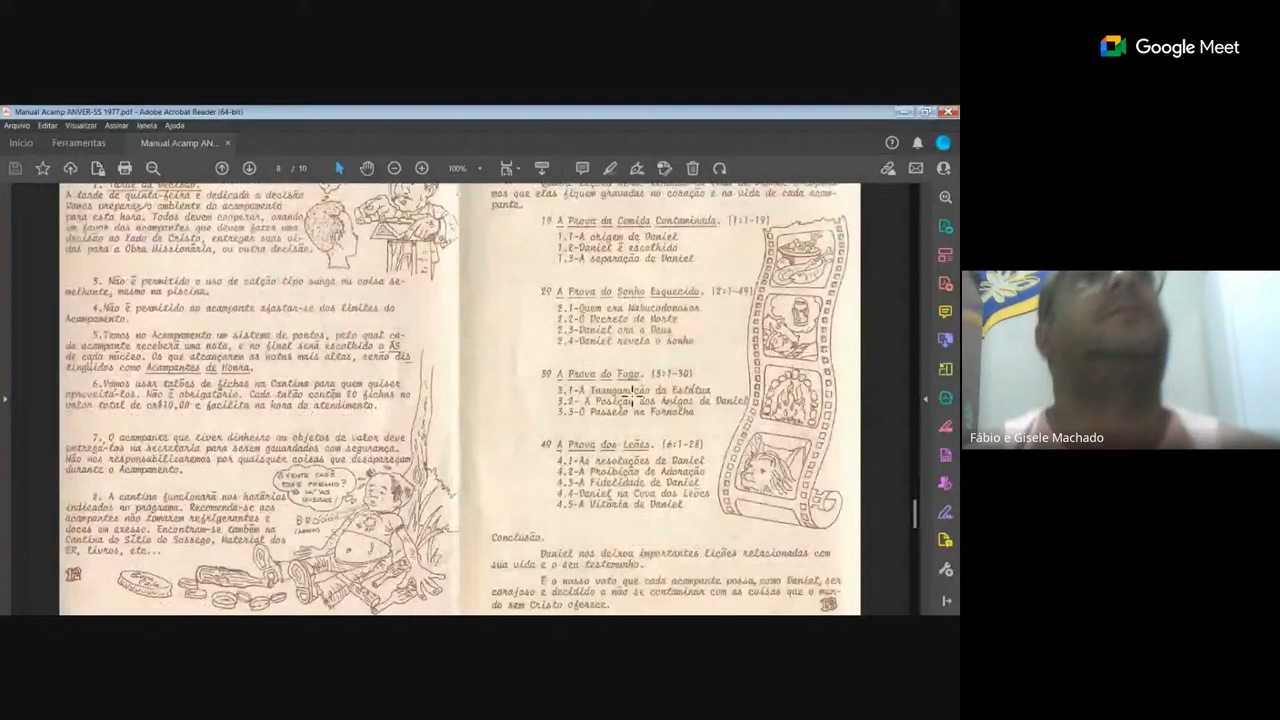 Google Meet
Manual Acamp ANVER-SS 1977.pdf - Adobe Acrobat Reader (64-bit)
Arquivo Editar Visualizar Assinar Janela Ajuda
Início Ferramentas Manual Acamp AN... ×
8 / 10 100%
Tarde da Decisão.
A tarde de quinta-feira é dedicada a decisão
Vamos preparar o ambiente do acampamento
para esta hora. Todos devem cooperar, orando
em favor dos acampantes que devem fazer uma
decisão ao lado de Cristo, entregar suas vi-
das para a Obra Missionária, ou outra decisão.
3. Não é permitido o uso de calção tipo sunga ou coisa se-
melhante, mesmo na piscina.
4. Não é permitido ao acampante afastar-se dos limites do
Acampamento.
5. Temos no Acampamento um sistema de pontos, pelo qual ca-
da acampante receberá uma nota, e no final será escolhido o ÁS
de cada núcleo. Os que alcançarem as notas mais altas, serão dis
tinguidos como Acampantes de Honra.
6. Vamos usar talões de fichas na Cantina para quem quiser
aproveitá-los. Não é obrigatório. Cada talão contém 20 fichas no
valor total de cr$10,00 e facilita na hora do atendimento.
7. O acampante que tiver dinheiro ou objetos de valor deve
entregá-los na secretaria para serem guardados com segurança.
Não nos responsabilizaremos por quaisquer coisas que desapareçam
durante o Acampamento.
8. A cantina funcionará nos horários
indicados no programa. Recomenda-se aos
acampantes não tomarem refrigerantes e
doces em exesso. Encontram-se também na
Cantina do Sítio do Sossego, Material dos
ER, livros, etc...
CADÊ
PRÊMIO?
12
mos que elas fiquem gravadas no coração e na vida de cada acam-
pante.
1º A Prova da Comida Contaminada. (1:1-19)
1.1-A origem de Daniel
1.2-Daniel é escolhido
1.3-A separação de Daniel
2º A Prova do Sonho Esquecido. (2:1-49)
2.1-Quem era Nabucodonosor
2.2-O Decreto de Morte
2.3-Daniel ora a Deus
2.4-Daniel revela o sonho
3º A Prova do Fogo. (3:1-30)
3.1-A Inauguração da Estátua
3.2- A Posição dos Amigos de Daniel
3.3-O Passeio na Fornalha
4º A Prova dos Leões. (6:1-28)
4.1-As resoluções de Daniel
4.2-A Proibição de Adoração
4.3-A Fidelidade de Daniel
4.4-Daniel na Cova dos Leões
4.5-A Vitória de Daniel
Conclusão.
Daniel nos deixou importantes lições relacionadas com
sua vida e o seu testemunho.
É o nosso voto que cada acampante possa, como Daniel, ser
corajoso e decidido a não se contaminar com as coisas que o mun-
do sem Cristo oferece.
13
Fábio e Gisele Machado